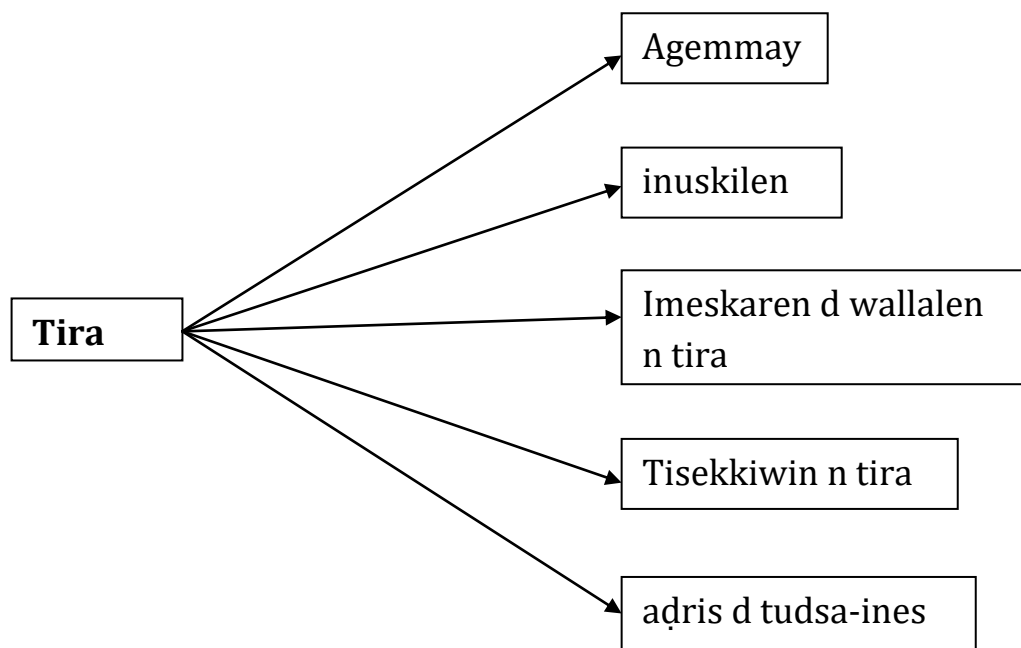 Agemmay
inuskilen
Tira
Imeskaren d wallalen
n tira
Tisekkiwin n tira
aḍris d tudsa-ines